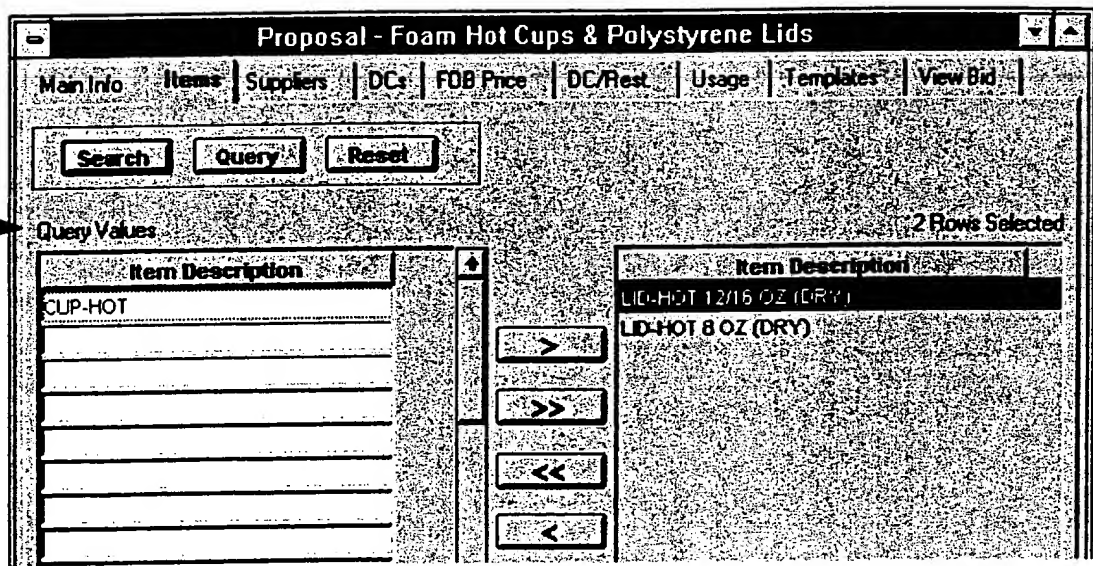 Proposal - Foam Hot Cups & Polystyrene Lids
Main Info Items Suppliers DCs FOB Price DC/Rest. Usage Templates View Bid
Search Query Reset
Query Values
2 Rows Selected
Item Description
Item Description
CUP-HOT
LID-HOT 12/16 OZ (DRY)
LID-HOT 8 OZ (DRY)
>
>>
<<
<